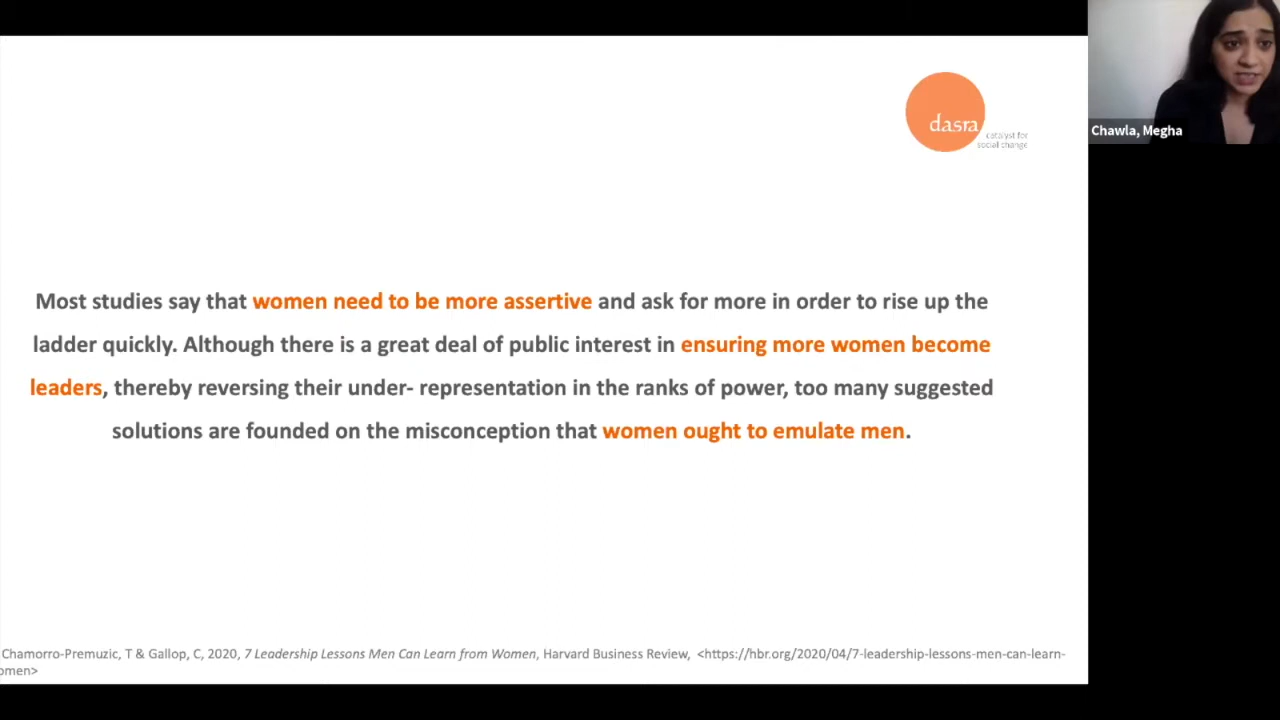 dasra
catalyst for
social change
Chawla, Megha
Most studies say that women need to be more assertive and ask for more in order to rise up the
ladder quickly. Although there is a great deal of public interest in ensuring more women become
leaders, thereby reversing their under- representation in the ranks of power, too many suggested
solutions are founded on the misconception that women ought to emulate men.
Chamorro-Premuzic, T & Gallop, C, 2020, 7 Leadership Lessons Men Can Learn from Women, Harvard Business Review, <https://hbr.org/2020/04/7-leadership-lessons-men-can-learn-
omen>